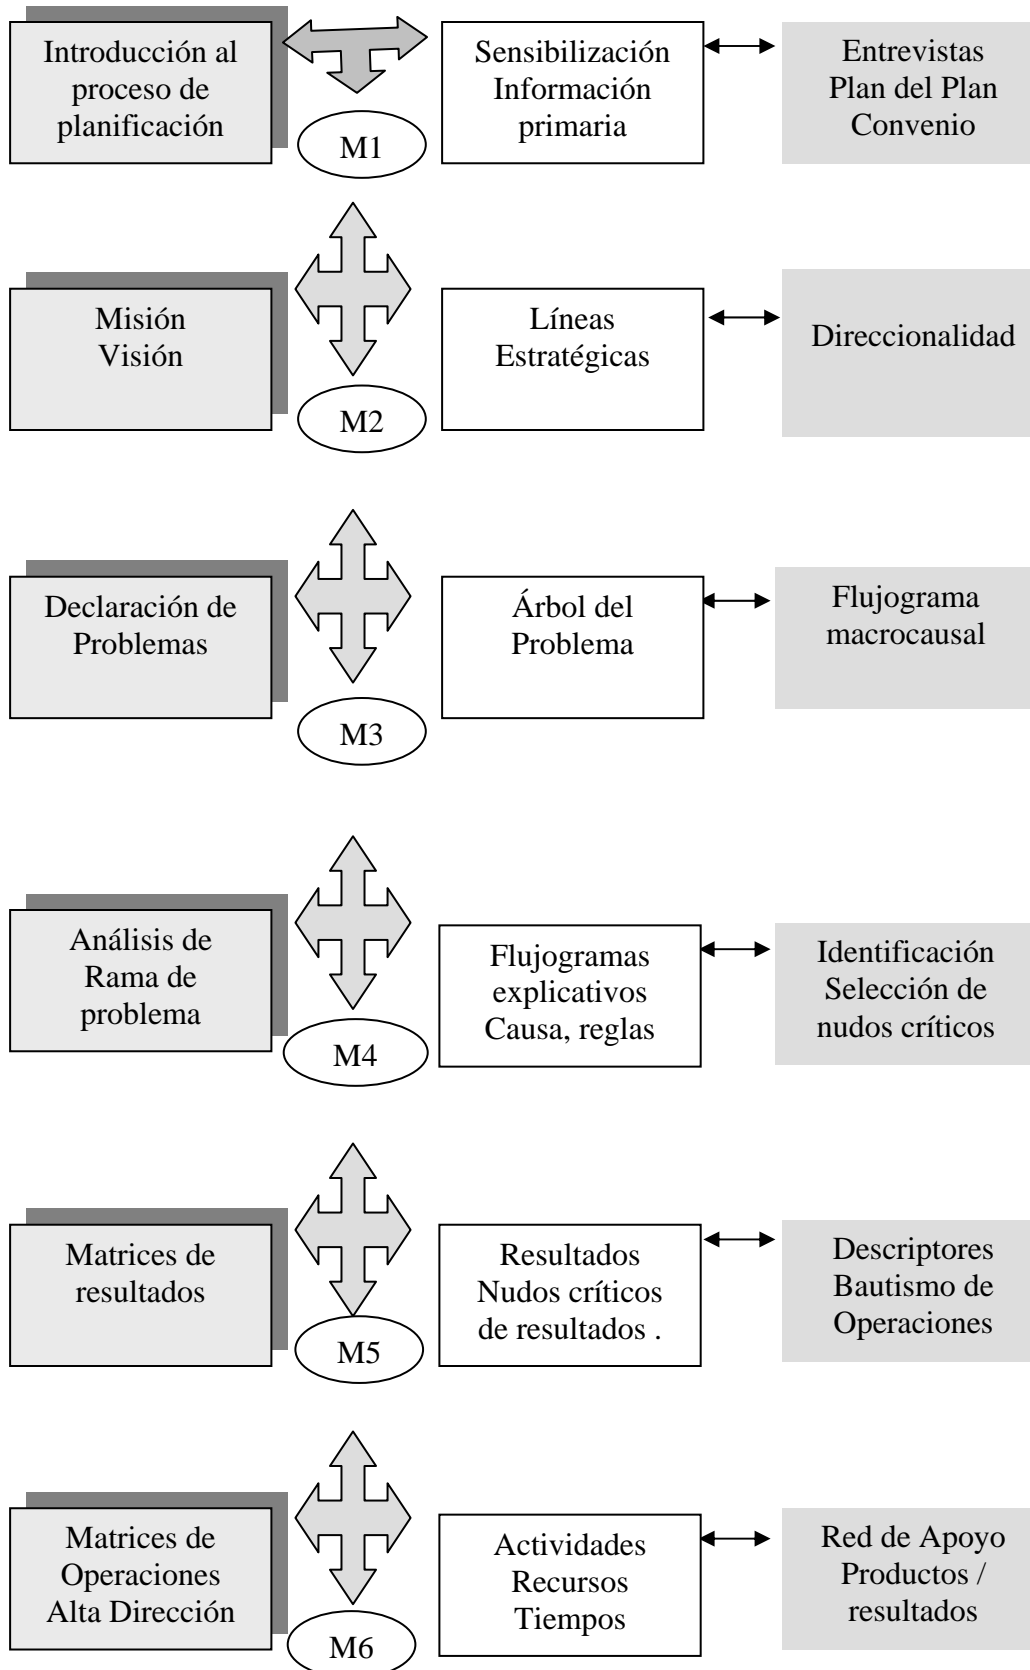 Introducción al
proceso de
planificación
M1
Sensibilización
Información
primaria
Entrevistas
Plan del Plan
Convenio
Misión
Visión
M2
Líneas
Estratégicas
Direccionalidad
Declaración de
Problemas
M3
Árbol del
Problema
Flujograma
macrocausal
Análisis de
Rama de
problema
M4
Flujogramas
explicativos
Causa, reglas
Identificación
Selección de
nudos críticos
Matrices de
resultados
M5
Resultados
Nudos críticos
de resultados .
Descriptores
Bautismo de
Operaciones
Matrices de
Operaciones
Alta Dirección
M6
Actividades
Recursos
Tiempos
Red de Apoyo
Productos /
resultados